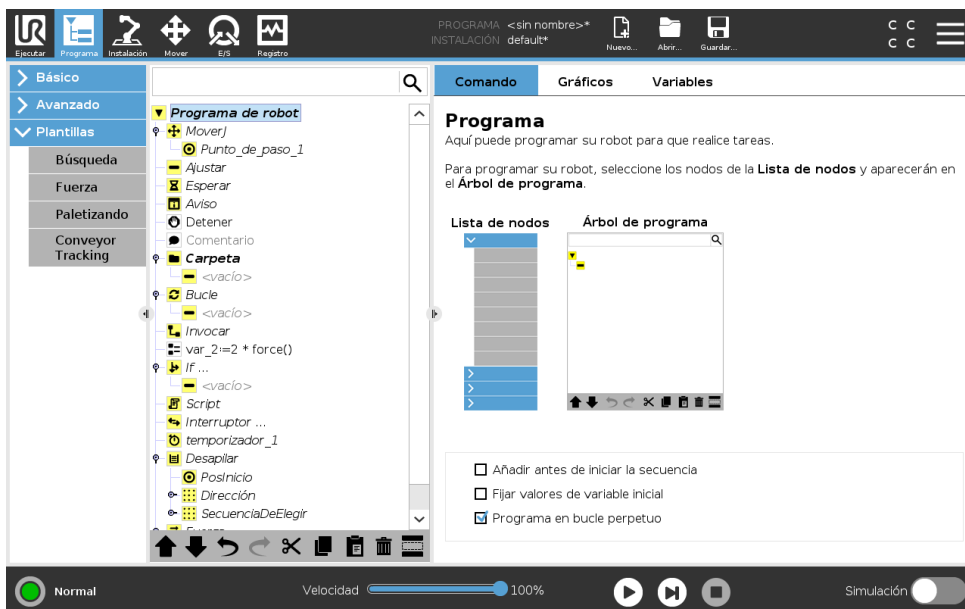 UR
Ejecutar
Programa
Instalación
Mover
E/S
Registro
PROGRAMA <sin nombre>*
INSTALACIÓN default*
Nuevo...
Abrir...
Guardar...
C C
C C
Básico
Avanzado
Plantillas
Búsqueda
Fuerza
Paletizando
Conveyor
Tracking
Programa de robot
MoverJ
Punto_de_paso_1
Ajustar
Esperar
Aviso
Detener
Comentario
Carpeta
<vacío>
Bucle
<vacío>
Invocar
var_2:=2 * force()
If ...
<vacío>
Script
Interruptor ...
temporizador_1
Desapilar
PosInicio
Dirección
SecuenciaDeElegir
Comando
Gráficos
Variables
Programa
Aquí puede programar su robot para que realice tareas.
Para programar su robot, seleccione los nodos de la Lista de nodos y aparecerán en
el Árbol de programa.
Lista de nodos
Árbol de programa
Añadir antes de iniciar la secuencia
Fijar valores de variable inicial
Programa en bucle perpetuo
Normal
Velocidad
100%
Simulación